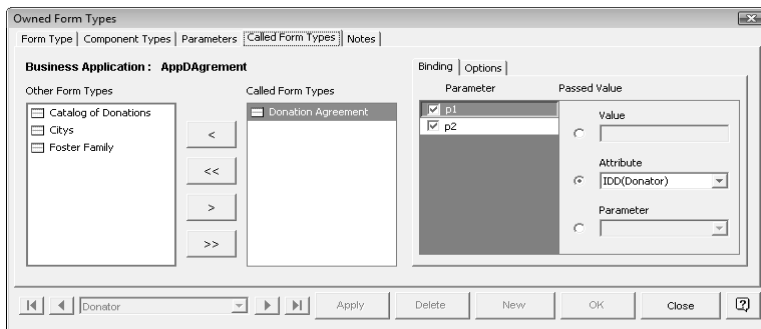 Owned Form Types
Form Type Component Types Parameters Called Form Types Notes
Business Application : AppDAgrement
Other Form Types
Catalog of Donations
Citys
Foster Family
<
<<
>
>>
Called Form Types
Donation Agreement
Binding Options
Parameter Passed Value
p1
p2
Value
Attribute
IDD(Donator)
Parameter
Donator Apply Delete New OK Close ?